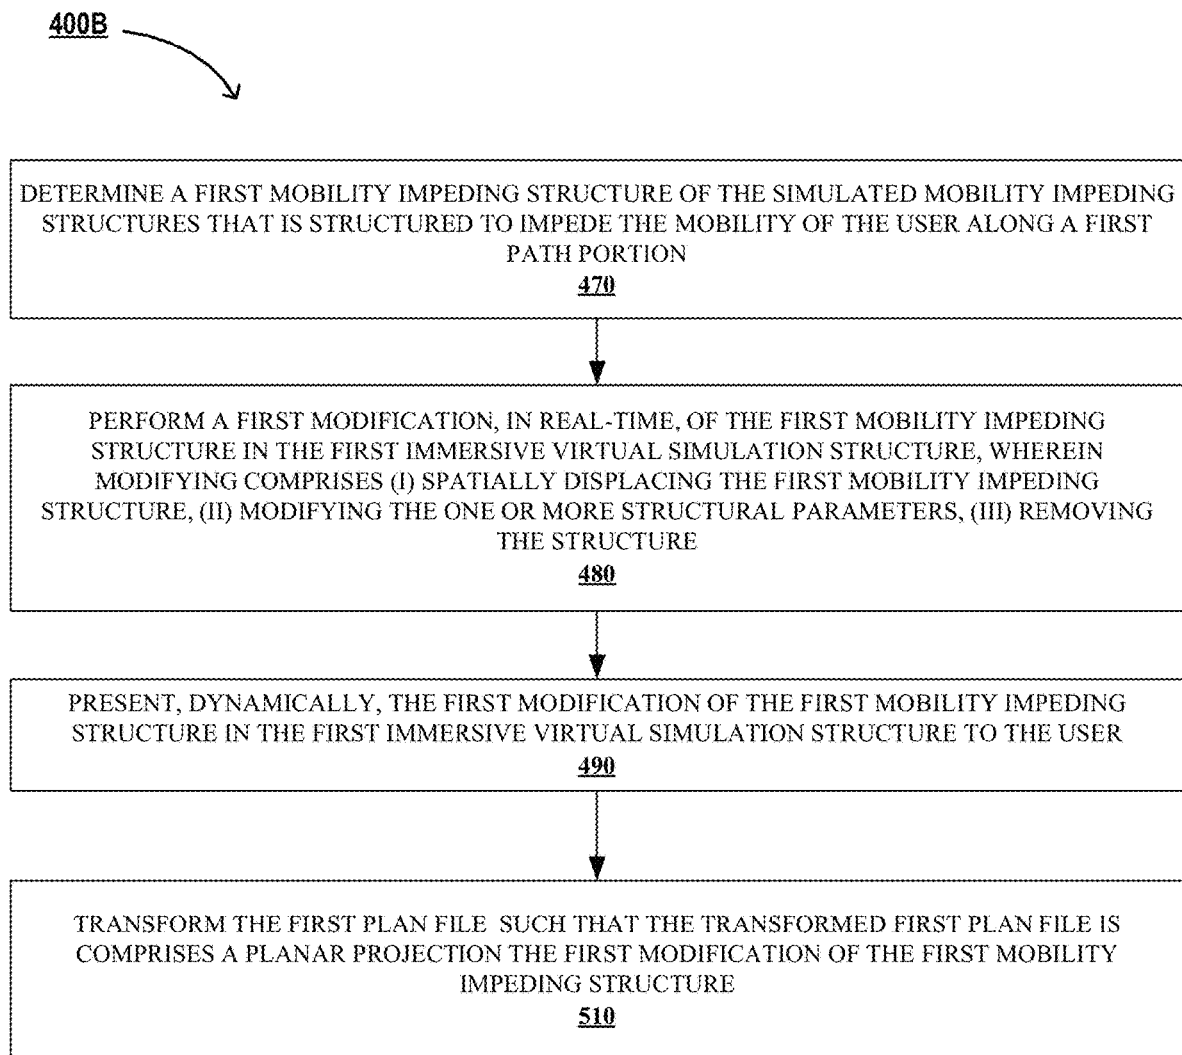 400B
DETERMINE A FIRST MOBILITY IMPEDING STRUCTURE OF THE SIMULATED MOBILITY IMPEDING
STRUCTURES THAT IS STRUCTURED TO IMPEDE THE MOBILITY OF THE USER ALONG A FIRST
PATH PORTION
470
PERFORM A FIRST MODIFICATION, IN REAL-TIME, OF THE FIRST MOBILITY IMPEDING
STRUCTURE IN THE FIRST IMMERSIVE VIRTUAL SIMULATION STRUCTURE, WHEREIN
MODIFYING COMPRISES (I) SPATIALLY DISPLACING THE FIRST MOBILITY IMPEDING
STRUCTURE, (II) MODIFYING THE ONE OR MORE STRUCTURAL PARAMETERS, (III) REMOVING
THE STRUCTURE
480
PRESENT, DYNAMICALLY, THE FIRST MODIFICATION OF THE FIRST MOBILITY IMPEDING
STRUCTURE IN THE FIRST IMMERSIVE VIRTUAL SIMULATION STRUCTURE TO THE USER
490
TRANSFORM THE FIRST PLAN FILE SUCH THAT THE TRANSFORMED FIRST PLAN FILE IS
COMPRISES A PLANAR PROJECTION THE FIRST MODIFICATION OF THE FIRST MOBILITY
IMPEDING STRUCTURE
510